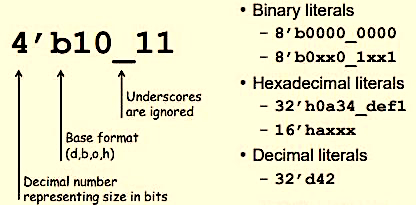 4'b10_11
Underscores
are ignored
Base format
(d,b,o,h)
Decimal number
representing size in bits
• Binary literals
– 8'b0000_0000
– 8'b0xx0_1xx1
• Hexadecimal literals
– 32'h0a34_def1
– 16'haxxx
• Decimal literals
– 32'd42